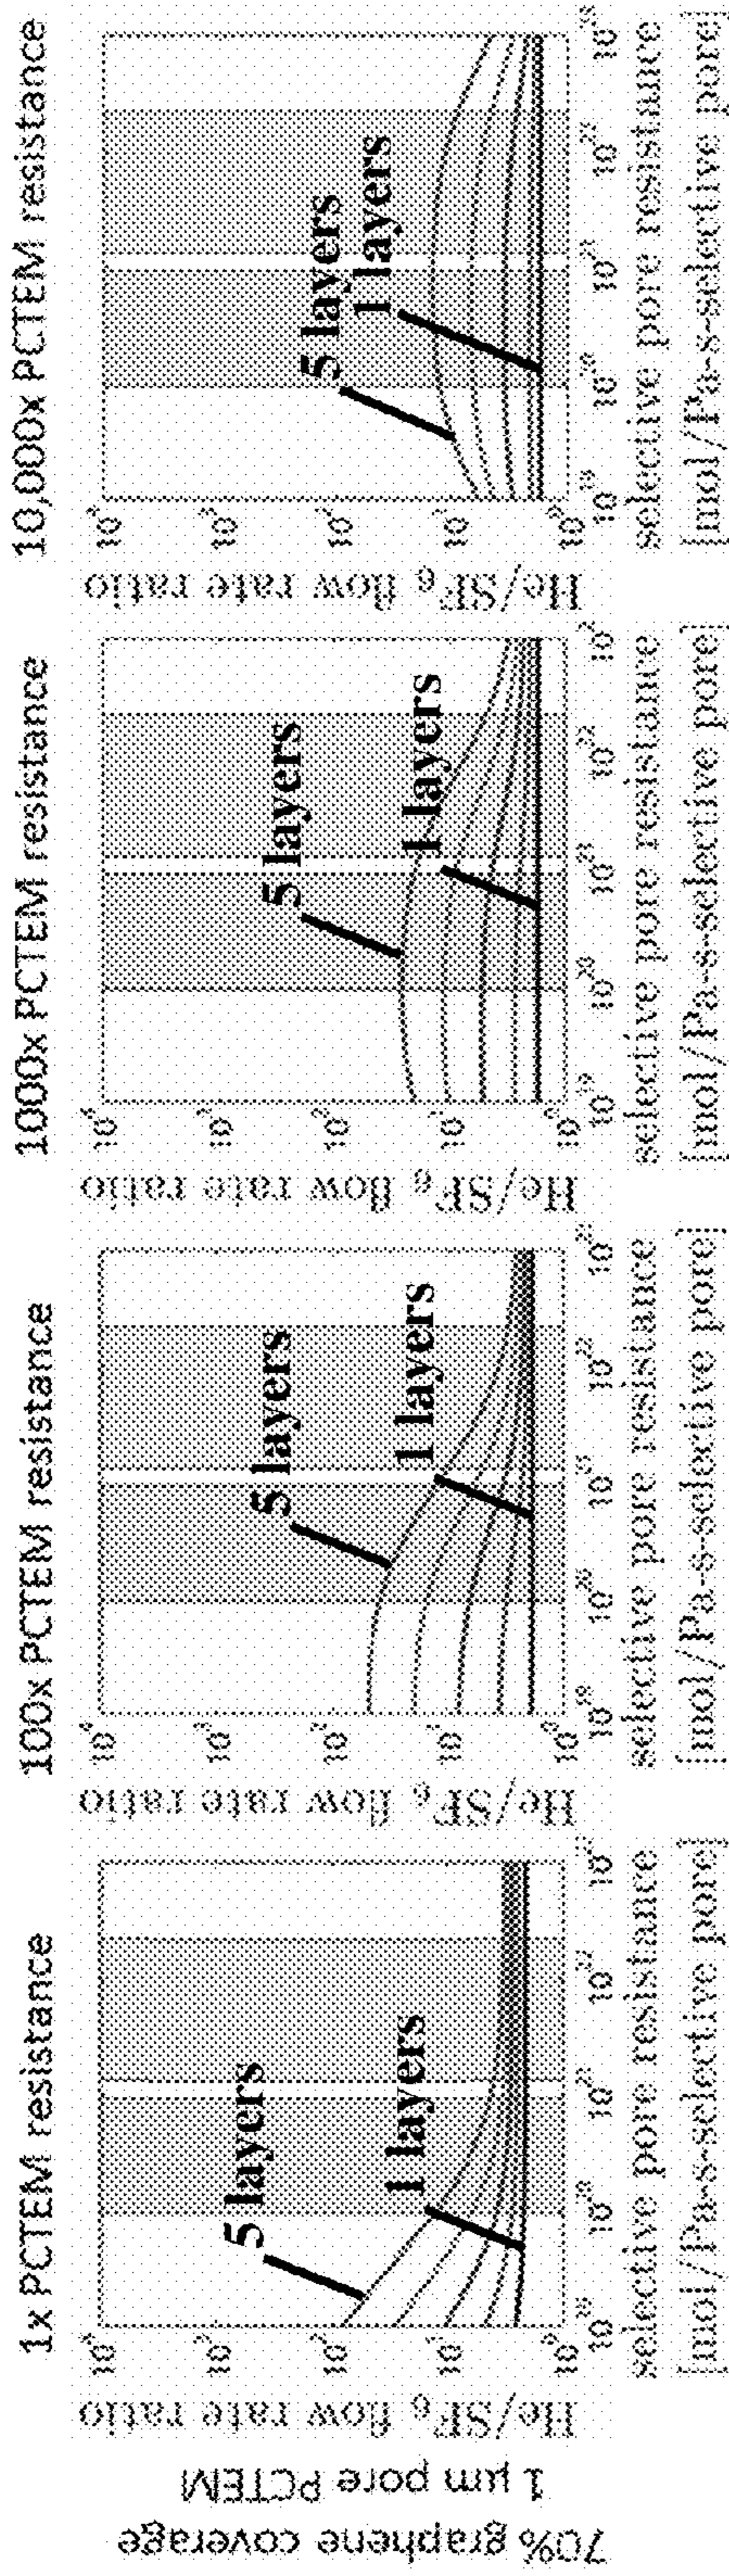 70% graphene coverage
1 μm pore PCTEM
1x PCTEM resistance
He/SF6 flow rate ratio
5 layers
1 layers
selective pore resistance
[mol/Pa-s-selective pore]
100x PCTEM resistance
He/SF6 flow rate ratio
5 layers
1 layers
selective pore resistance
[mol/Pa-s-selective pore]
1000x PCTEM resistance
He/SF6 flow rate ratio
5 layers
1 layers
selective pore resistance
[mol/Pa-s-selective pore]
10,000x PCTEM resistance
He/SF6 flow rate ratio
5 layers
1 layers
selective pore resistance
[mol/Pa-s-selective pore]